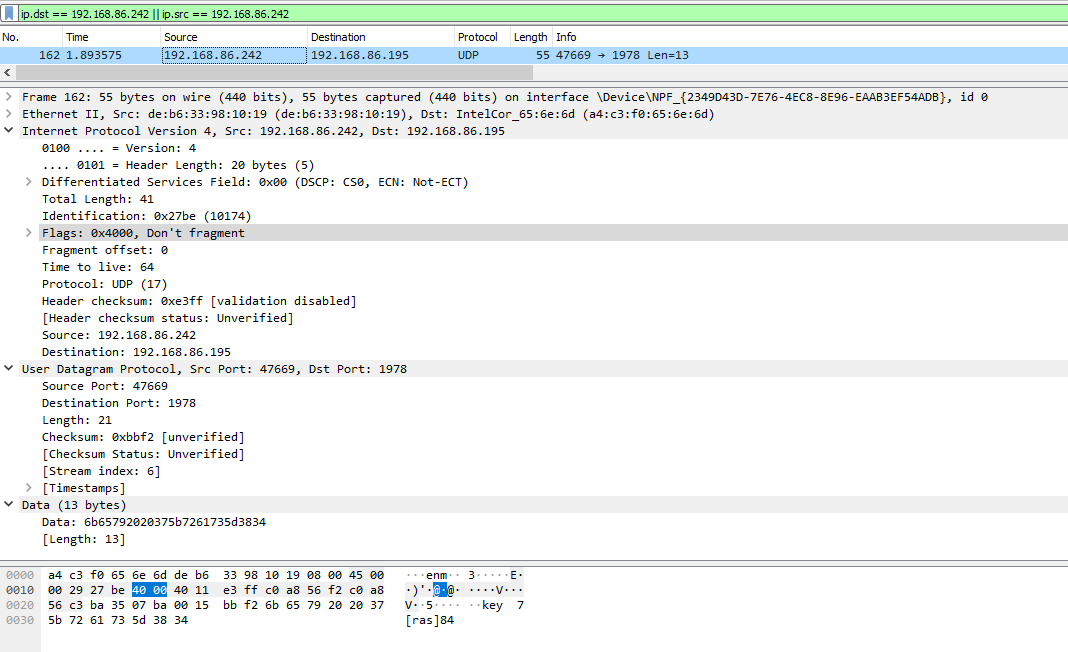 ip.dst == 192.168.86.242 || ip.src == 192.168.86.242
No. Time Source Destination Protocol Length Info
162 1.893575 192.168.86.242 192.168.86.195 UDP 55 47669 → 1978 Len=13
Frame 162: 55 bytes on wire (440 bits), 55 bytes captured (440 bits) on interface \Device\NPF_{2349D43D-7E76-4EC8-8E96-EAAB3EF54ADB}, id 0
Ethernet II, Src: de:b6:33:98:10:19 (de:b6:33:98:10:19), Dst: IntelCor_65:6e:6d (a4:c3:f0:65:6e:6d)
Internet Protocol Version 4, Src: 192.168.86.242, Dst: 192.168.86.195
0100 .... = Version: 4
.... 0101 = Header Length: 20 bytes (5)
Differentiated Services Field: 0x00 (DSCP: CS0, ECN: Not-ECT)
Total Length: 41
Identification: 0x27be (10174)
Flags: 0x4000, Don't fragment
Fragment offset: 0
Time to live: 64
Protocol: UDP (17)
Header checksum: 0xe3ff [validation disabled]
[Header checksum status: Unverified]
Source: 192.168.86.242
Destination: 192.168.86.195
User Datagram Protocol, Src Port: 47669, Dst Port: 1978
Source Port: 47669
Destination Port: 1978
Length: 21
Checksum: 0xbbf2 [unverified]
[Checksum Status: Unverified]
[Stream index: 6]
[Timestamps]
Data (13 bytes)
Data: 6b65792020375b7261735d3834
[Length: 13]
0000 a4 c3 f0 65 6e 6d de b6 33 98 10 19 08 00 45 00 ···enm·· 3·····E·
0010 00 29 27 be 40 00 40 11 e3 ff c0 a8 56 f2 c0 a8 ·)'·@·@· ····V···
0020 56 c3 ba 35 07 ba 00 15 bb f2 6b 65 79 20 20 37 V··5···· ··key  7
0030 5b 72 61 73 5d 38 34 [ras]84